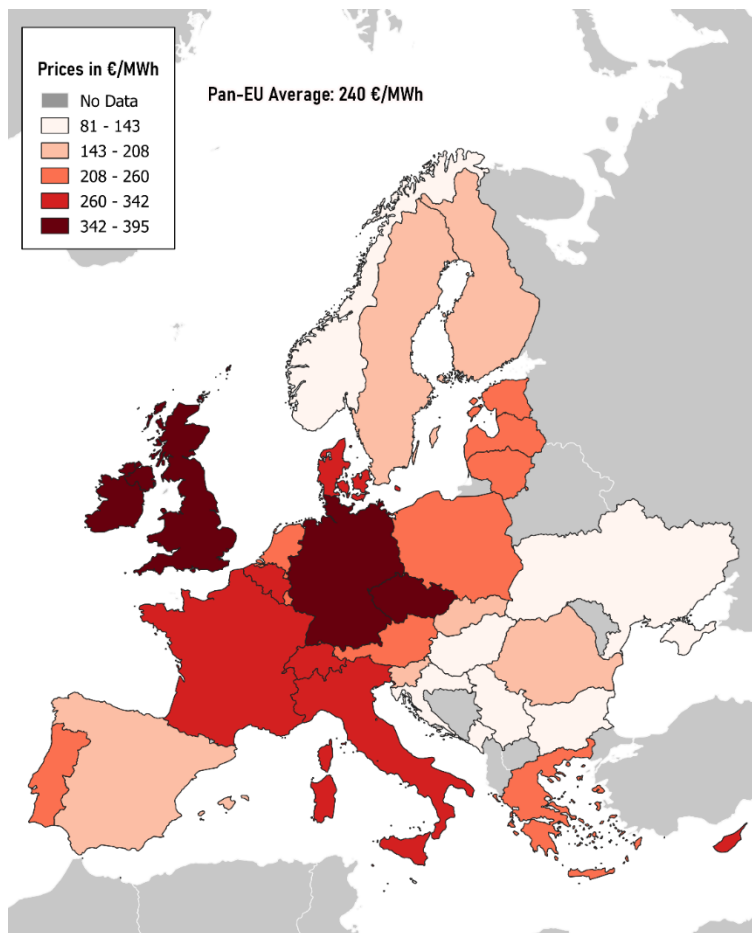 Prices in €/MWh
No Data
81 - 143
143 - 208
208 - 260
260 - 342
342 - 395
Pan-EU Average: 240 €/MWh